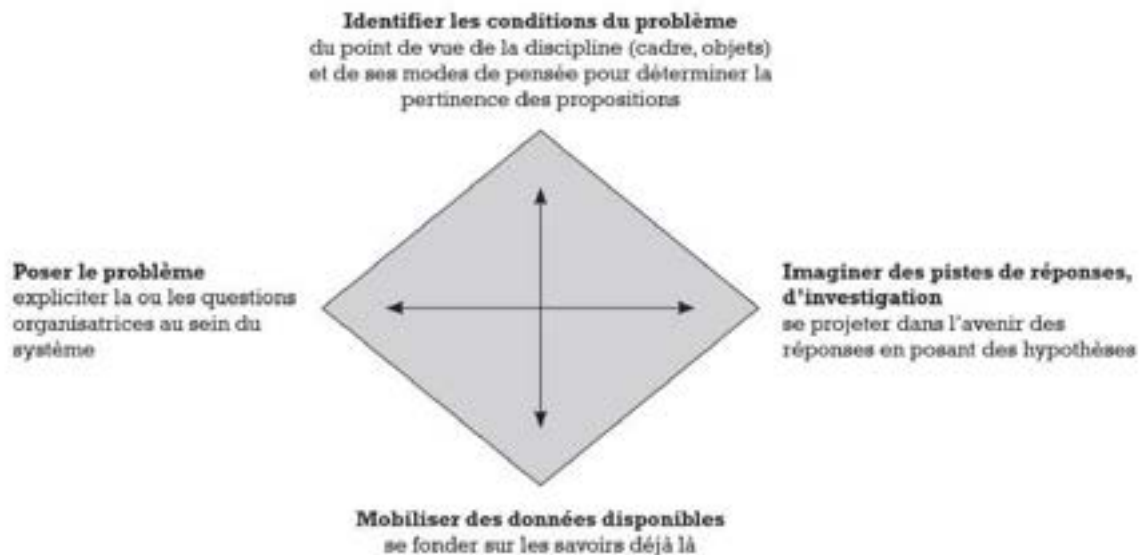 Identifier les conditions du problème
du point de vue de la discipline (cadre, objets)
et de ses modes de pensée pour déterminer la
pertinence des propositions
Poser le problème
expliciter la ou les questions
organisatrices au sein du
système
Imaginer des pistes de réponses,
d'investigation
se projeter dans l'avenir des
réponses en posant des hypothèses
Mobiliser des données disponibles
se fonder sur les savoirs déjà là